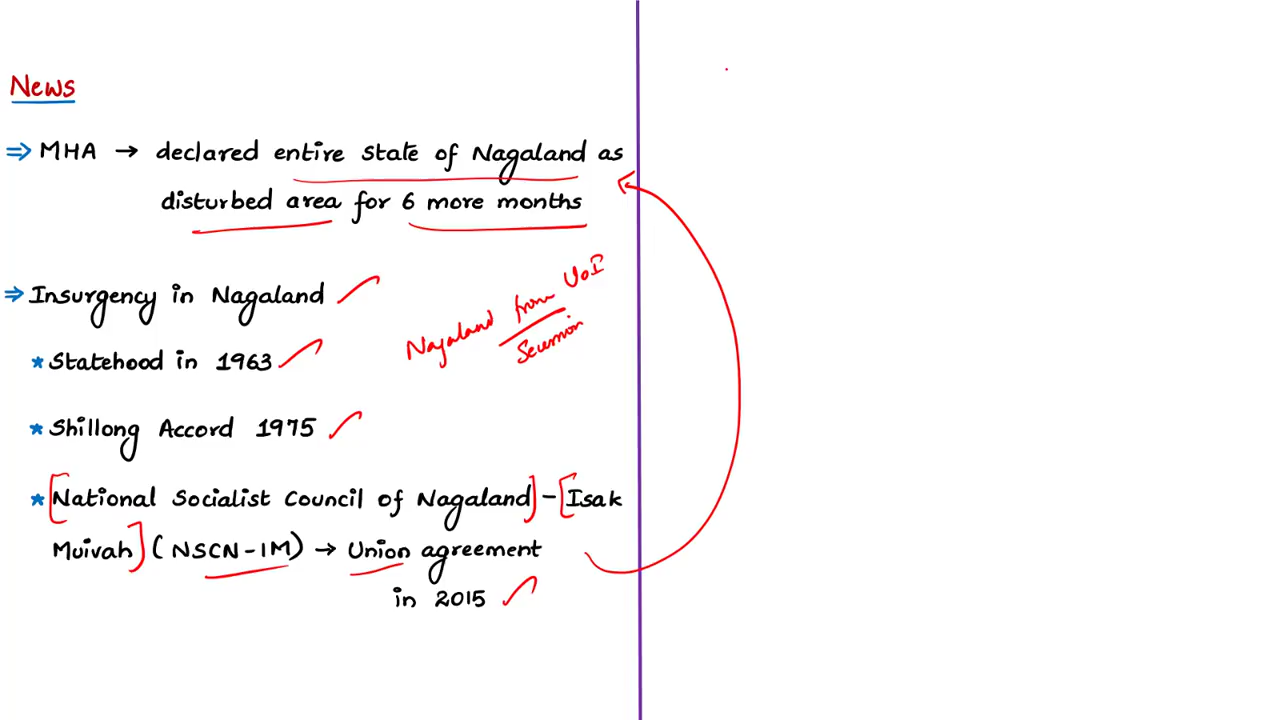 News
⇒ MHA → declared entire state of Nagaland as
disturbed area for 6 more months
⇒ Insurgency in Nagaland
Nagaland from UoI
Secession
* Statehood in 1963
* Shillong Accord 1975
* [National Socialist Council of Nagaland] - [Isak
Muivah] (NSCN-IM) → Union agreement
in 2015